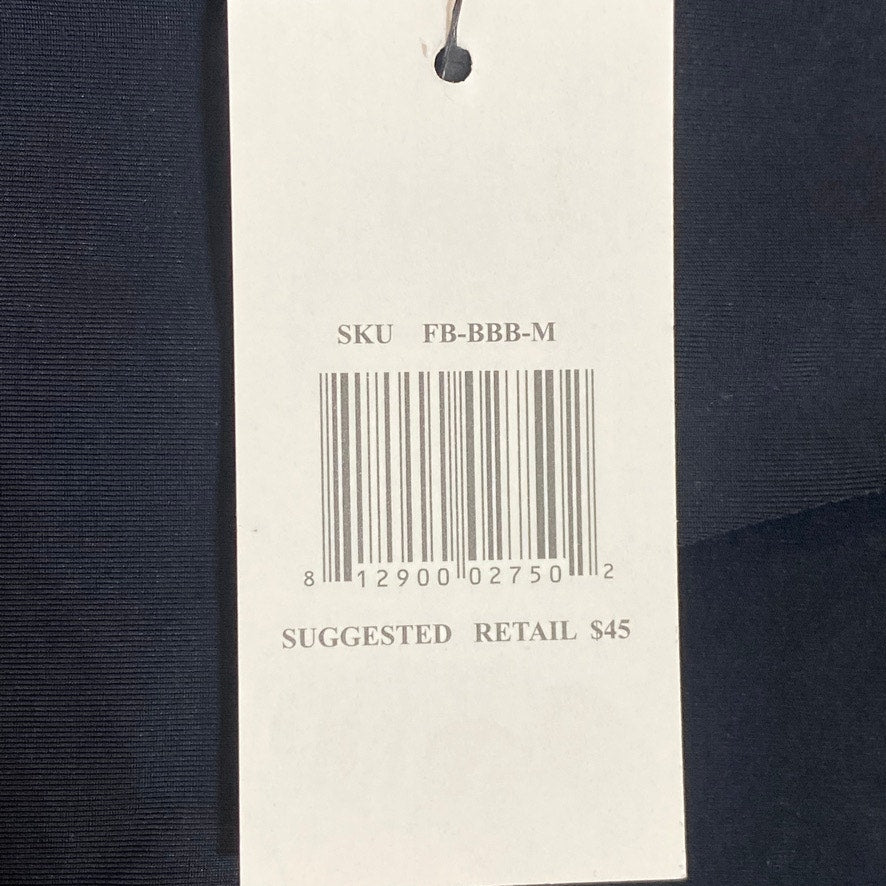 SKU FB-BBB-M
8 12900 02750 2
SUGGESTED RETAIL $45